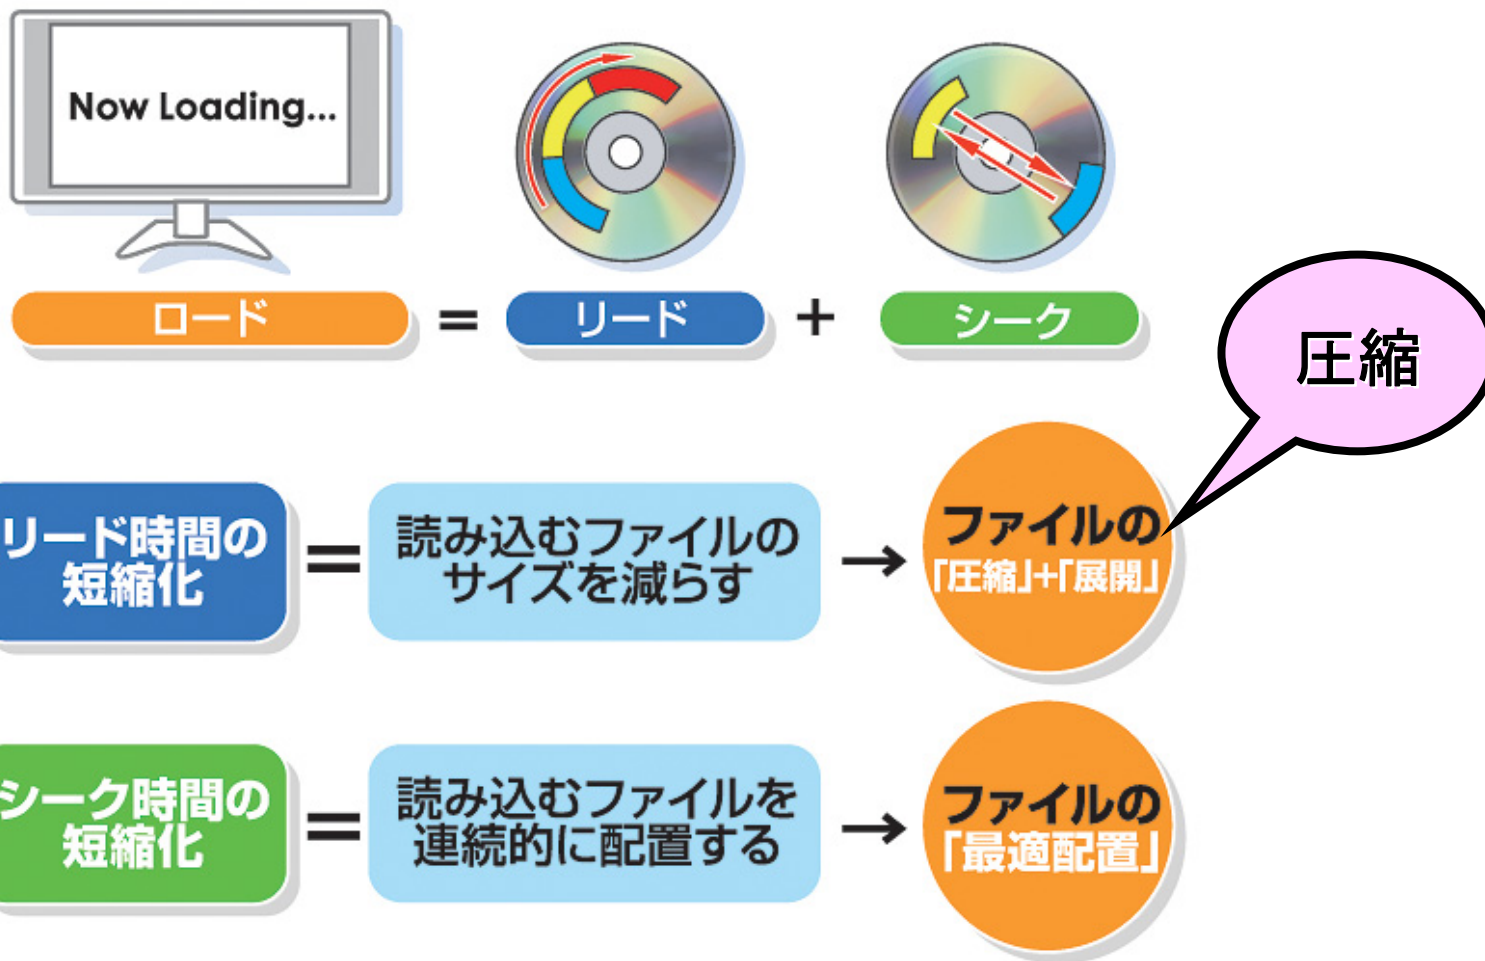 Now Loading...
ロード
=
リード
+
シーク
圧縮
リード時間の
短縮化
=
読み込むファイルの
サイズを減らす
→
ファイルの
「圧縮」+「展開」
シーク時間の
短縮化
=
読み込むファイルを
連続的に配置する
→
ファイルの
「最適配置」